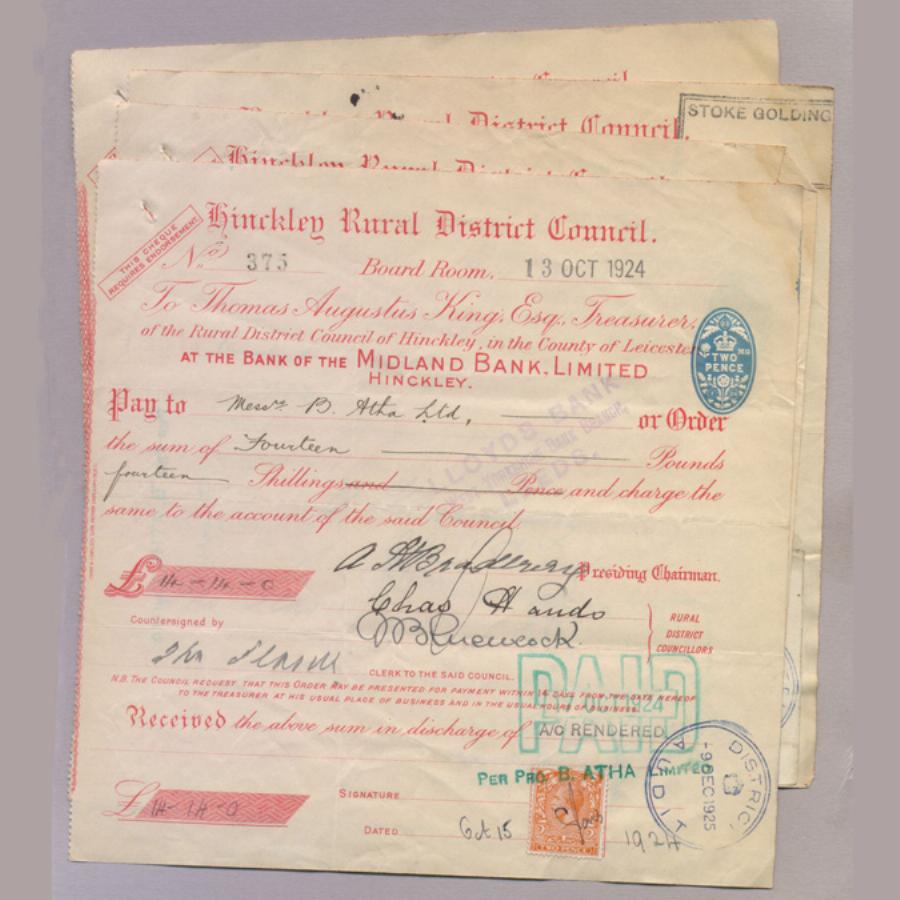 Council
District Council.
STOKE GOLDING
Hinckley Rural District Council
Hinckley Rural District Council.
THIS CHEQUE
REQUIRES ENDORSEMENT
No. 375 Board Room. 13 OCT 1924
To Thomas Augustus King, Esq., Treasurer,
of the Rural District Council of Hinckley, in the County of Leicester
AT THE BANK OF THE MIDLAND BANK, LIMITED
HINCKLEY.
TWO
PENCE
Pay to Messrs. B. Atha Ltd, or Order
LLOYDS BANK
LEEDS.
the sum of Fourteen Pounds
fourteen Shillings and Pence and charge the
same to the account of the said Council
£ 14-14-0
Presiding Chairman.
Chas Hands
RURAL
DISTRICT
COUNCILLORS
Countersigned by
CLERK TO THE SAID COUNCIL.
N.B. THE COUNCIL REQUEST, THAT THIS ORDER MAY BE PRESENTED FOR PAYMENT WITHIN 14 DAYS FROM THE DATE HEREOF
TO THE TREASURER AT HIS USUAL PLACE OF BUSINESS AND IN THE USUAL HOURS OF BUSINESS.
PAID
1924
Received the above sum in discharge of A/C RENDERED
PER PRO. B. ATHA LIMITED
DISTRICT AUDIT
-9 DEC 1925
£ 14-14-0
SIGNATURE
TWO PENCE
DATED Oct 15 1924